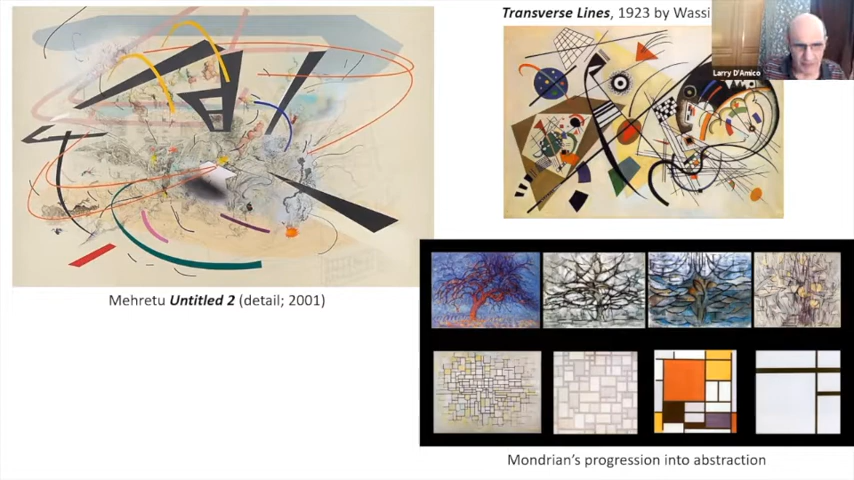 Transverse Lines, 1923 by Wassi
Larry D'Amico
Mehretu Untitled 2 (detail; 2001)
Mondrian's progression into abstraction